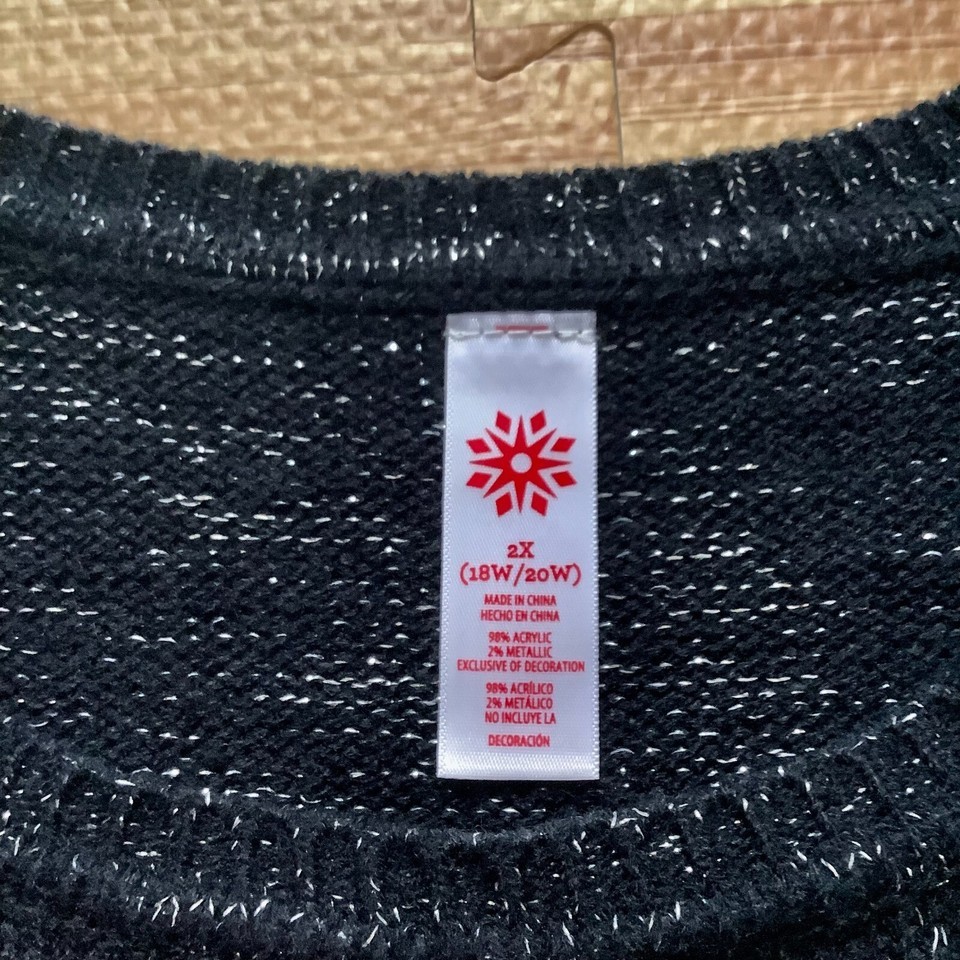 2X
(18W/20W)
MADE IN CHINA
HECHO EN CHINA
98% ACRYLIC
2% METALLIC
EXCLUSIVE OF DECORATION
98% ACRÍLICO
2% METÁLICO
NO INCLUYE LA
DECORACIÓN